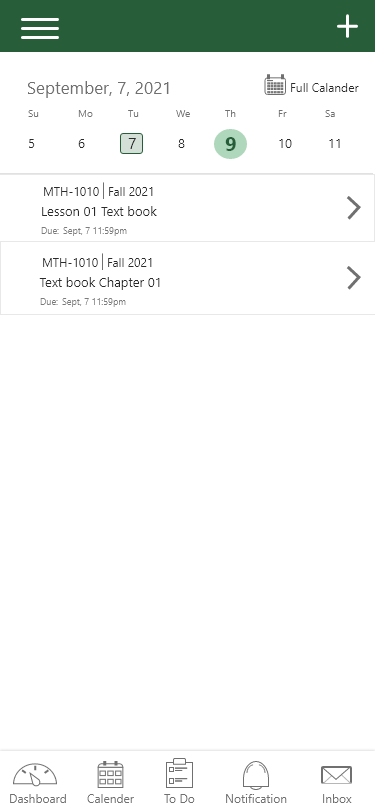 September, 7, 2021 Full Calander
Su Mo Tu We Th Fr Sa
5 6 7 8 9 10 11
MTH-1010 | Fall 2021
Lesson 01 Text book
Due: Sept, 7 11:59pm
MTH-1010 | Fall 2021
Text book Chapter 01
Due: Sept, 7 11:59pm
Dashboard Calender To Do Notification Inbox